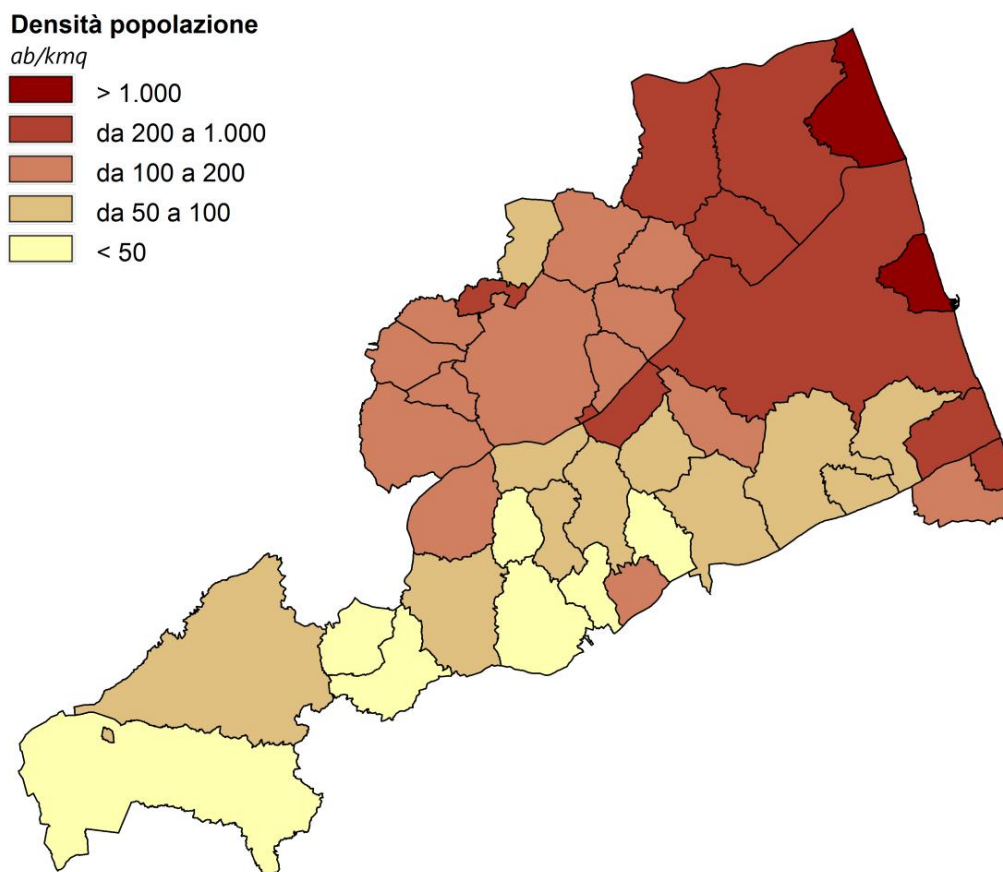 Densità popolazione
ab/kmq
> 1.000
da 200 a 1.000
da 100 a 200
da 50 a 100
< 50